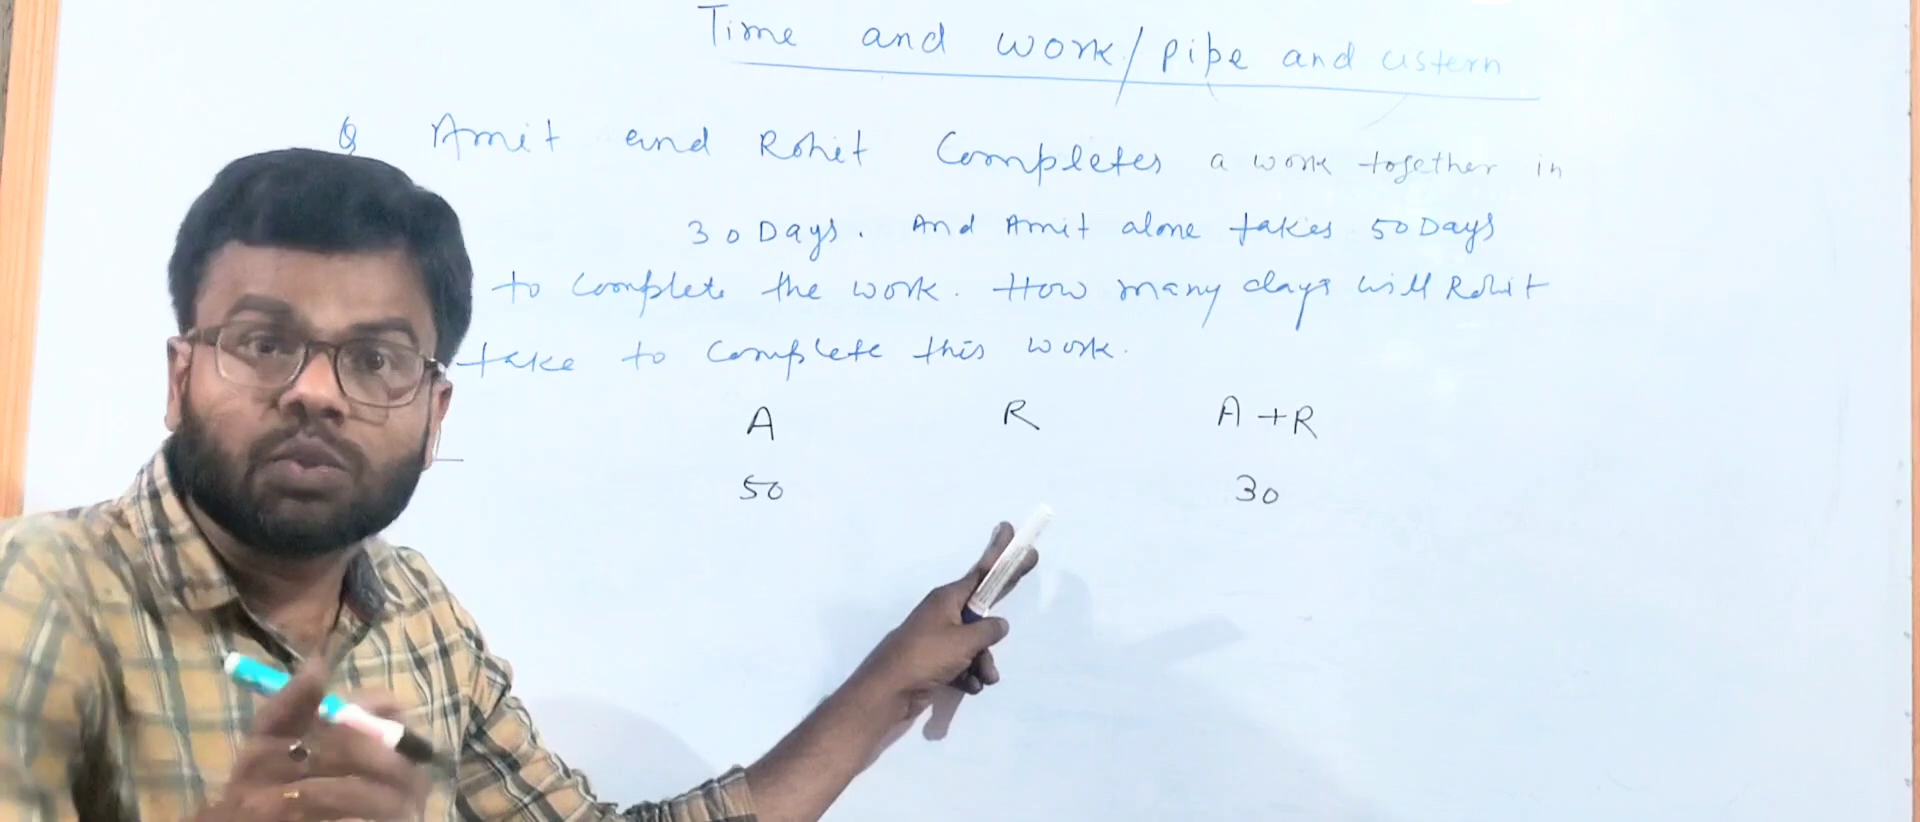 Time and work/pipe and cistern
Q Amit and Rohit Completes a work together in
30 Days. And Amit alone takes 50 Days
to complete the work. How many days will Rohit
take to complete this work.
A R A+R
50 30